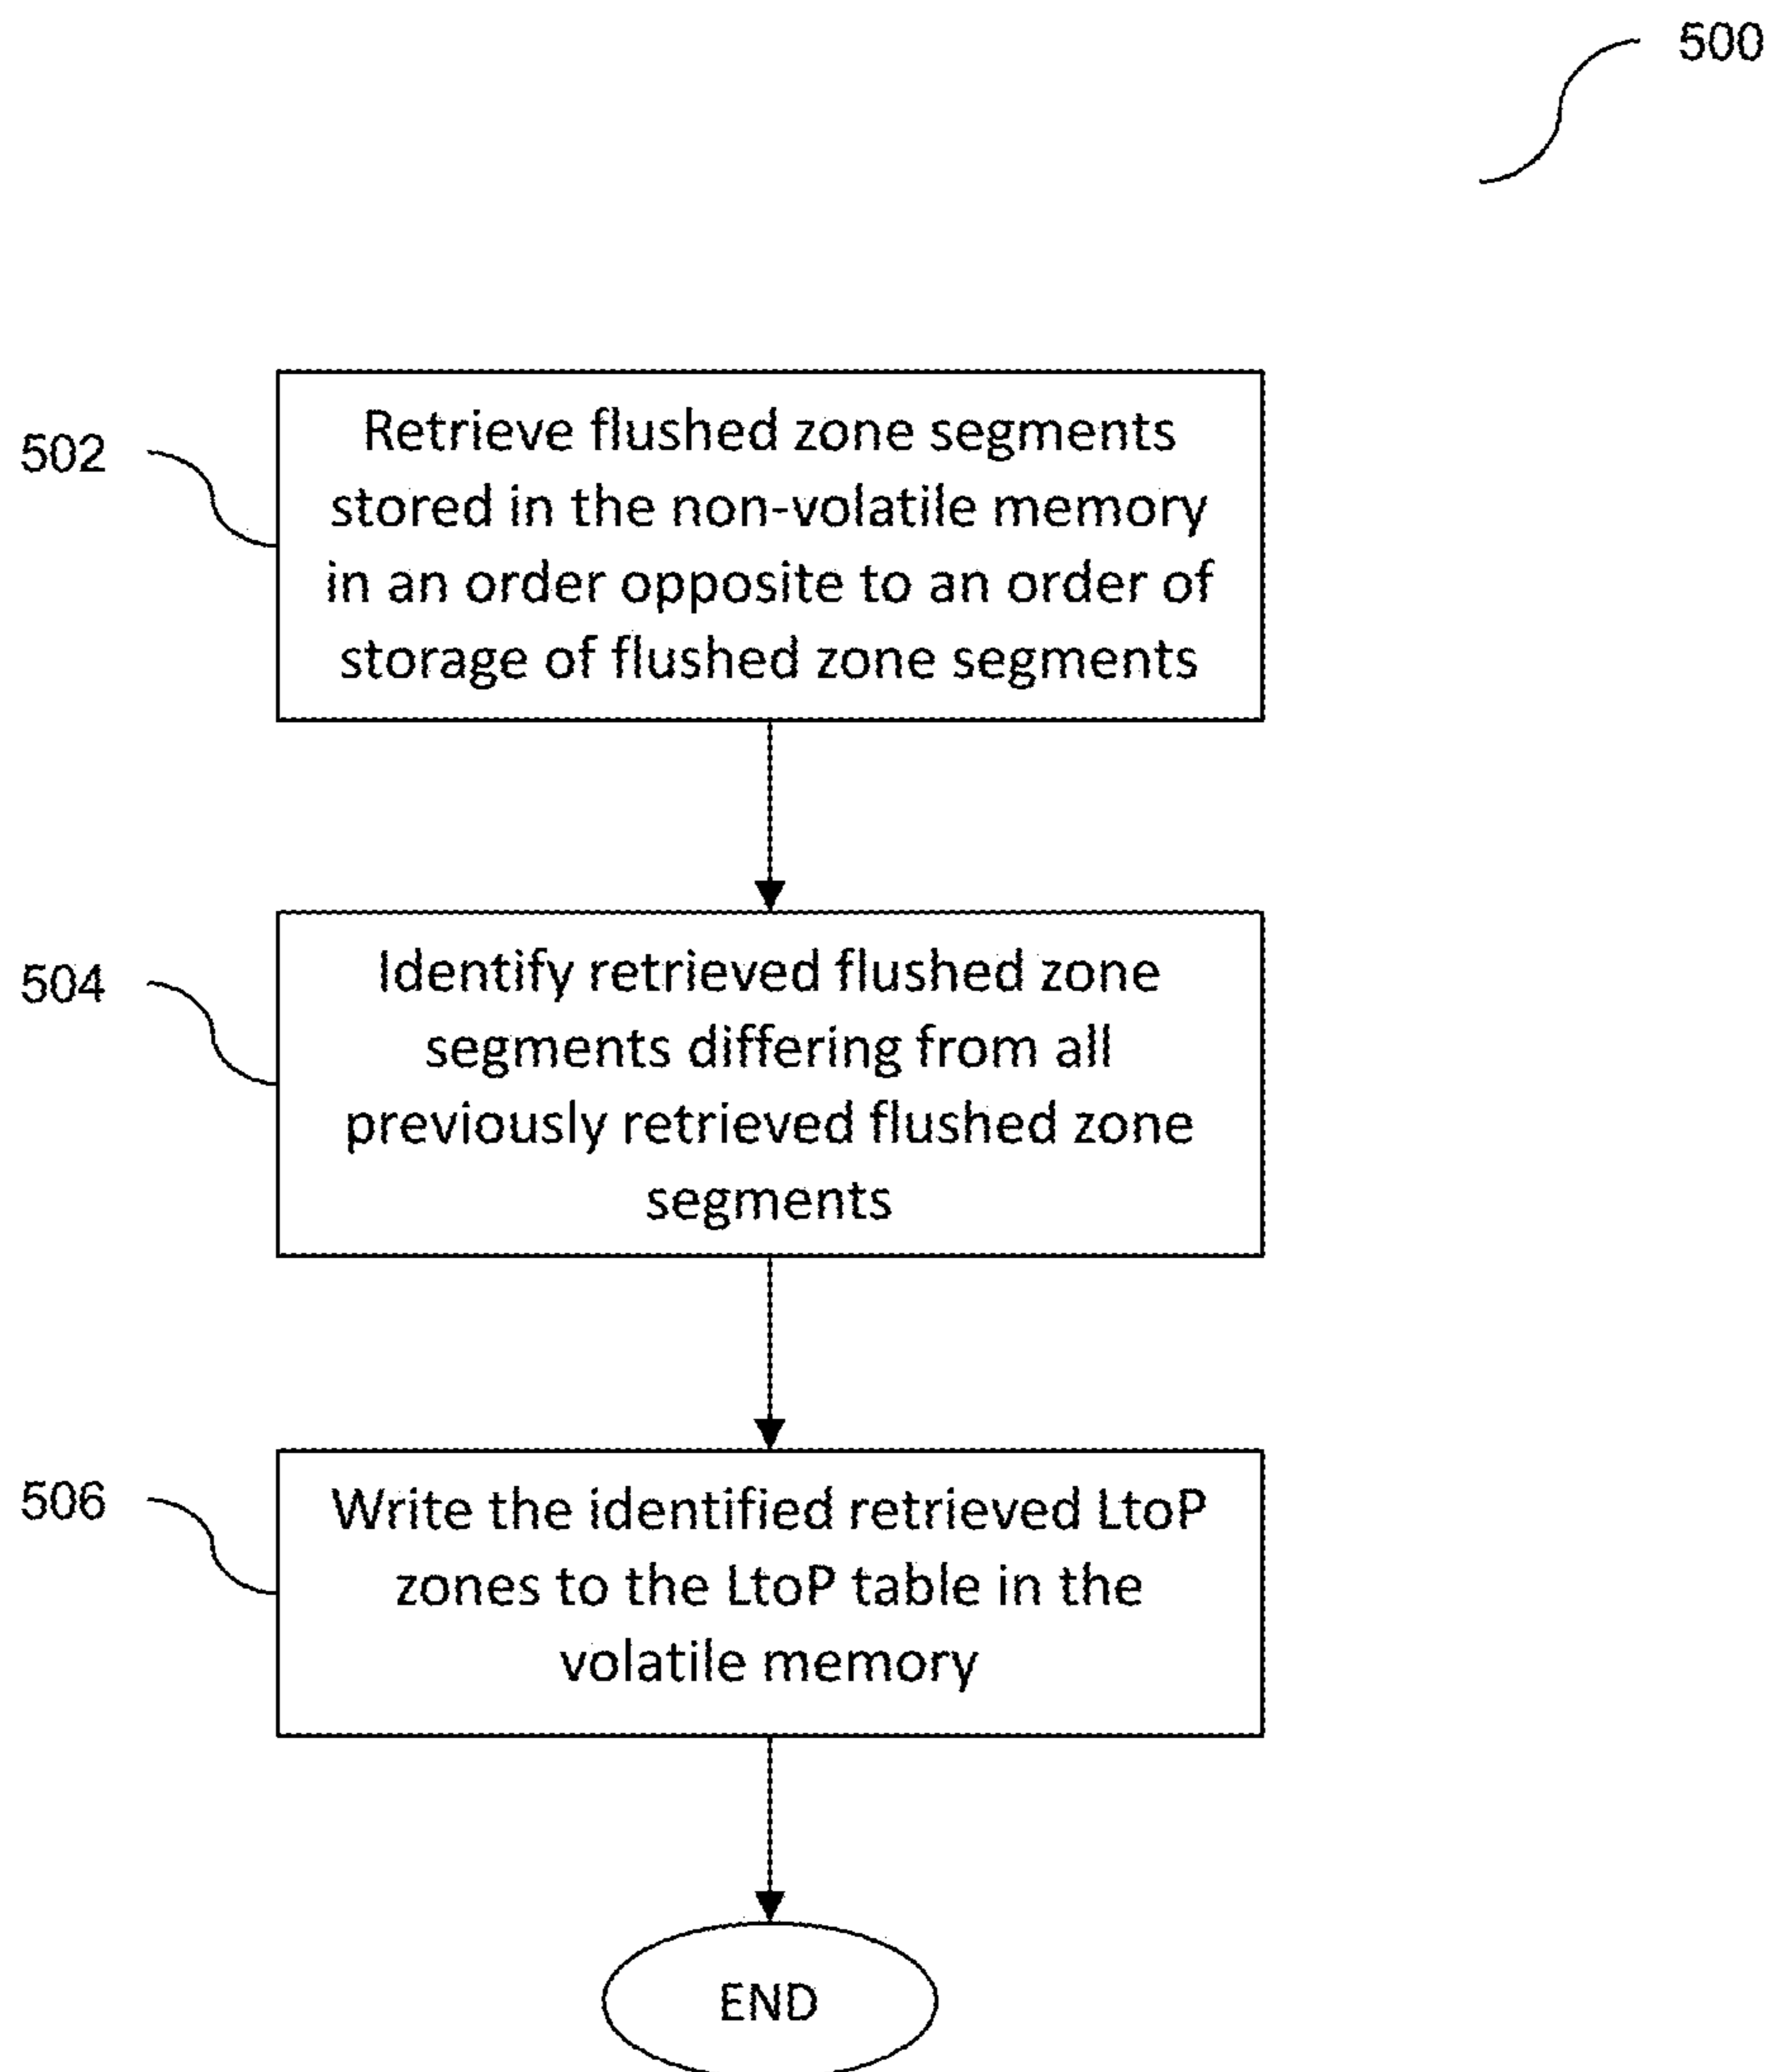 500
502
Retrieve flushed zone segments
stored in the non-volatile memory
in an order opposite to an order of
storage of flushed zone segments
504
Identify retrieved flushed zone
segments differing from all
previously retrieved flushed zone
segments
506
Write the identified retrieved LtoP
zones to the LtoP table in the
volatile memory
END